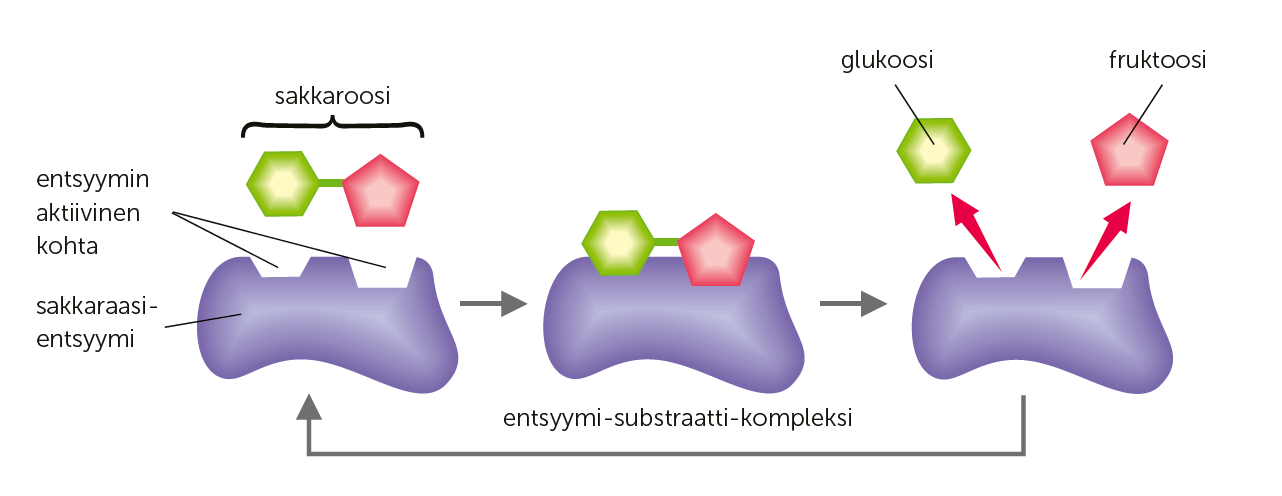 sakkaroosi
entsyymin
aktiivinen
kohta
sakkaraasi-
entsyymi
entsyymi-substraatti-kompleksi
glukoosi
fruktoosi